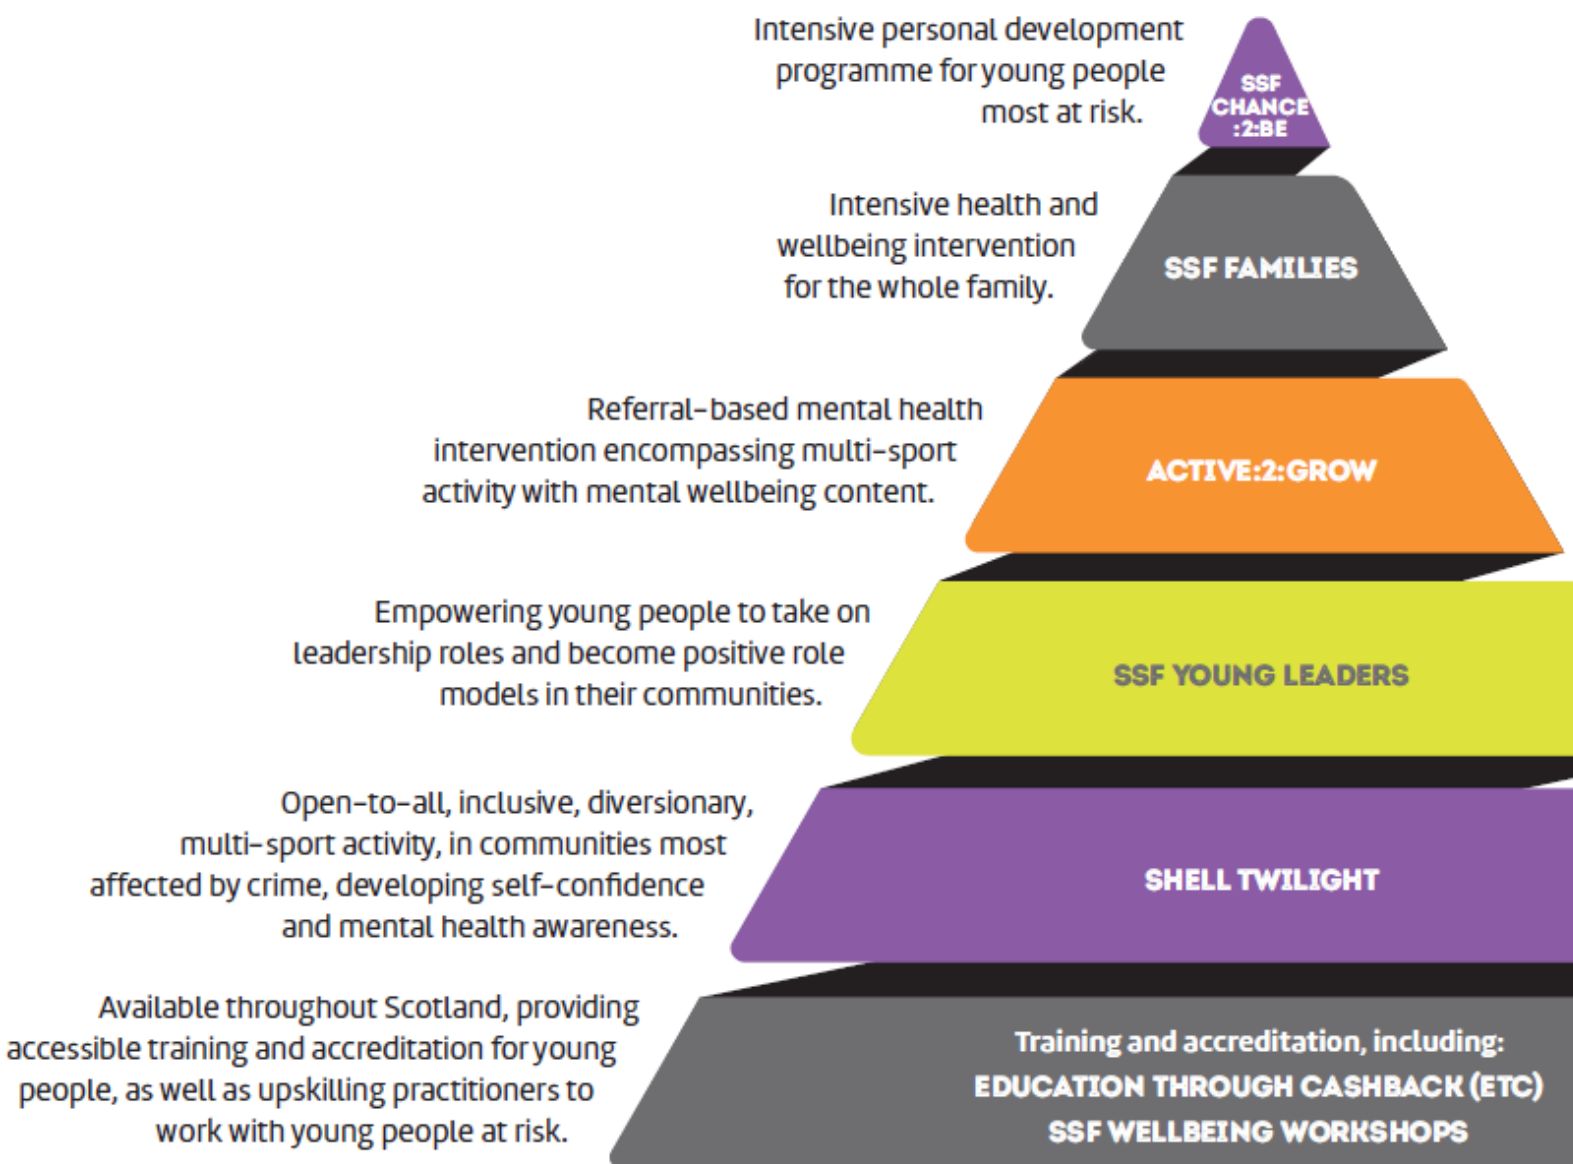 Intensive personal development
programme for young people
most at risk.
SSF
CHANCE
:2:BE
Intensive health and
wellbeing intervention
for the whole family.
SSF FAMILIES
Referral-based mental health
intervention encompassing multi-sport
activity with mental wellbeing content.
ACTIVE:2:GROW
Empowering young people to take on
leadership roles and become positive role
models in their communities.
SSF YOUNG LEADERS
Open-to-all, inclusive, diversionary,
multi-sport activity, in communities most
affected by crime, developing self-confidence
and mental health awareness.
SHELL TWILIGHT
Available throughout Scotland, providing
accessible training and accreditation for young
people, as well as upskilling practitioners to
work with young people at risk.
Training and accreditation, including:
EDUCATION THROUGH CASHBACK (ETC)
SSF WELLBEING WORKSHOPS